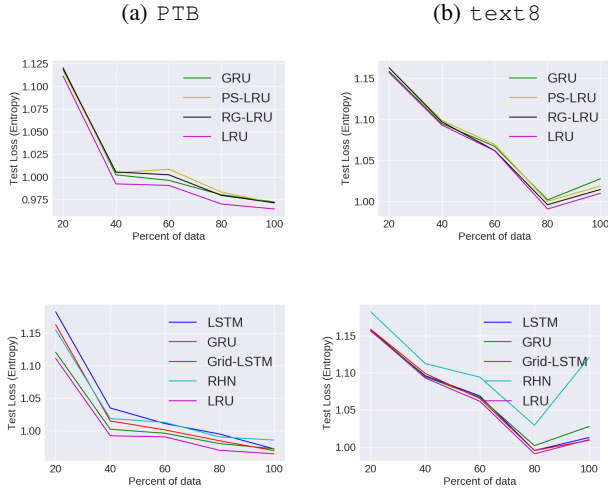 (a) PTB
(b) text8
1.125
1.100
1.075
1.050
1.025
1.000
0.975
Test Loss (Entropy)
GRU
PS-LRU
RG-LRU
LRU
20 40 60 80 100
Percent of data
1.15
1.10
1.05
1.00
Test Loss (Entropy)
GRU
PS-LRU
RG-LRU
LRU
20 40 60 80 100
Percent of data
1.15
1.10
1.05
1.00
Test Loss (Entropy)
LSTM
GRU
Grid-LSTM
RHN
LRU
20 40 60 80 100
Percent of data
1.15
1.10
1.05
1.00
Test Loss (Entropy)
LSTM
GRU
Grid-LSTM
RHN
LRU
20 40 60 80 100
Percent of data